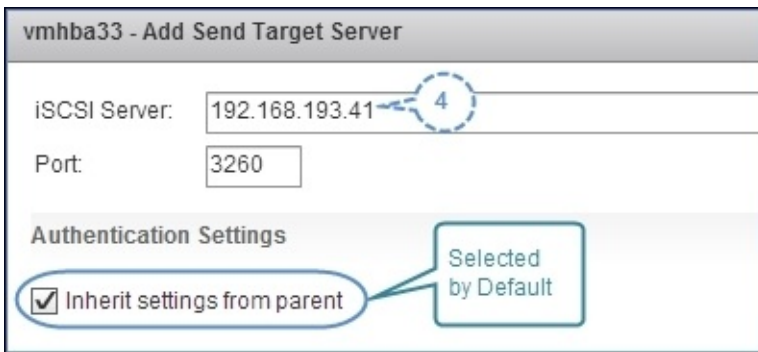 vmhba33 - Add Send Target Server
iSCSI Server: 192.168.193.41 4
Port: 3260
Authentication Settings
Selected
by Default
Inherit settings from parent